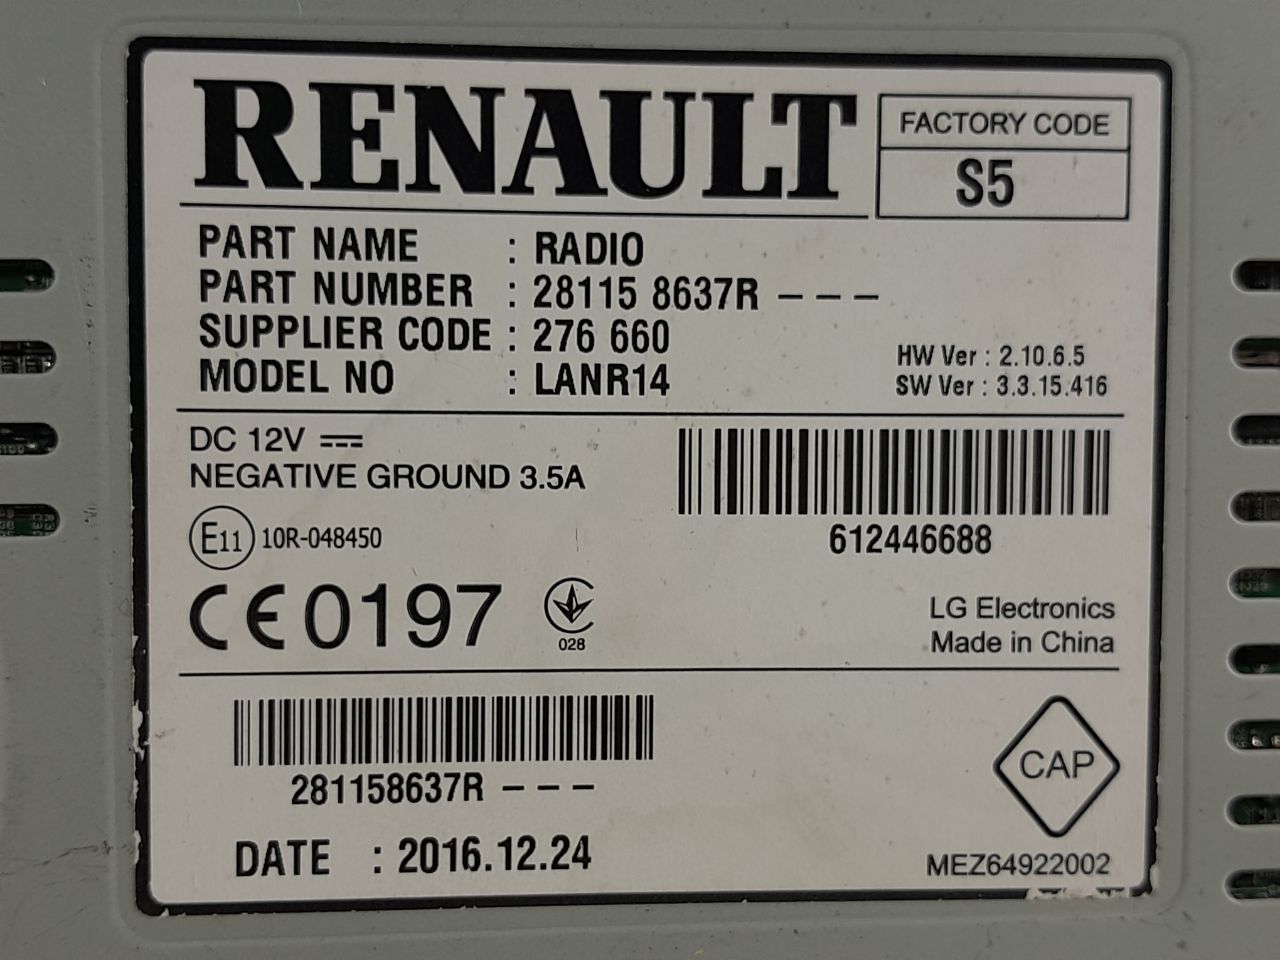 RENAULT
FACTORY CODE
S5
PART NAME : RADIO
PART NUMBER : 28115 8637R – – –
SUPPLIER CODE : 276 660
MODEL NO : LANR14
HW Ver : 2.10.6.5
SW Ver : 3.3.15.416
DC 12V
NEGATIVE GROUND 3.5A
612446688
E11 10R-048450
CE 0197
028
LG Electronics
Made in China
281158637R – – –
CAP
DATE : 2016.12.24
MEZ64922002